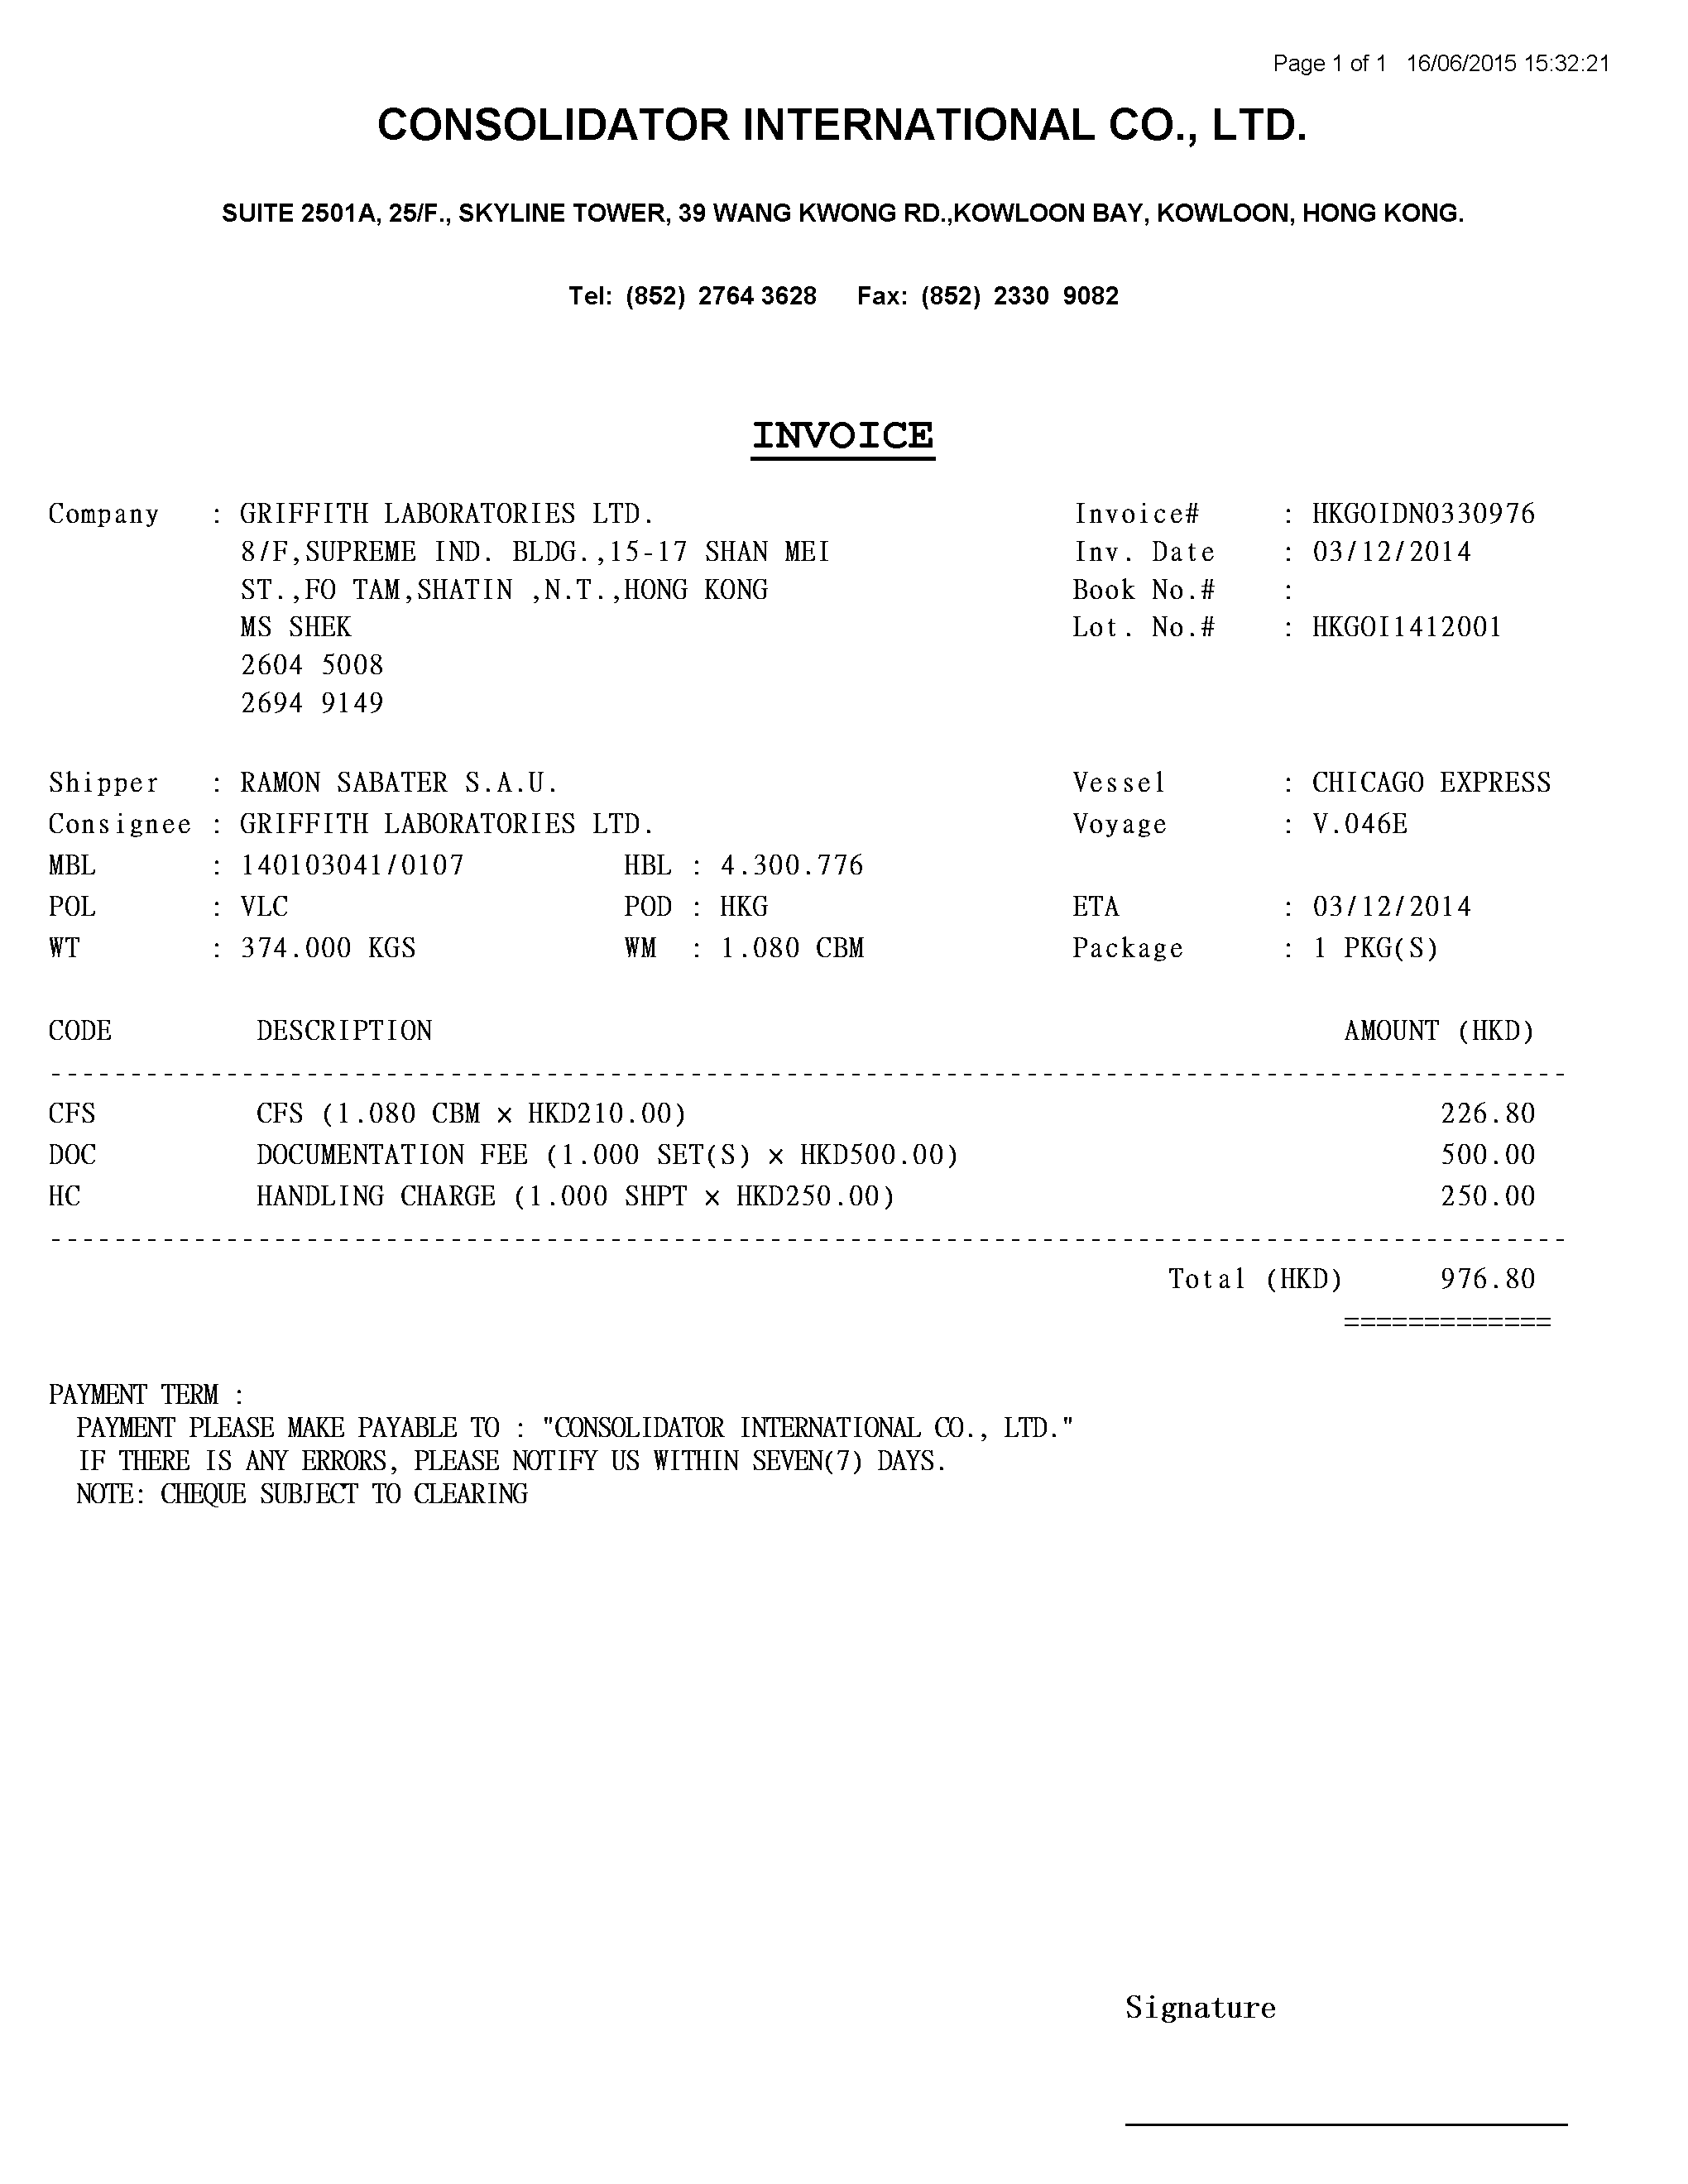 Page 1 of 1 16/06/2015 15:32:21
CONSOLIDATOR INTERNATIONAL CO., LTD.
SUITE 2501A, 25/F., SKYLINE TOWER, 39 WANG KWONG RD.,KOWLOON BAY, KOWLOON, HONG KONG.
Tel: (852) 2764 3628 Fax: (852) 2330 9082
INVOICE
Company : GRIFFITH LABORATORIES LTD. Invoice# : HKGOIDN0330976
8/F,SUPREME IND. BLDG.,15-17 SHAN MEI Inv. Date : 03/12/2014
ST.,FO TAM,SHATIN ,N.T.,HONG KONG Book No.# :
MS SHEK Lot. No.# : HKGOI1412001
2604 5008
2694 9149
Shipper : RAMON SABATER S.A.U. Vessel : CHICAGO EXPRESS
Consignee : GRIFFITH LABORATORIES LTD. Voyage : V.046E
MBL : 140103041/0107 HBL : 4.300.776
POL : VLC POD : HKG ETA : 03/12/2014
WT : 374.000 KGS WM : 1.080 CBM Package : 1 PKG(S)
CODE DESCRIPTION AMOUNT (HKD)
CFS CFS (1.080 CBM × HKD210.00) 226.80
DOC DOCUMENTATION FEE (1.000 SET(S) × HKD500.00) 500.00
HC HANDLING CHARGE (1.000 SHPT × HKD250.00) 250.00
Total (HKD) 976.80
=============
PAYMENT TERM :
PAYMENT PLEASE MAKE PAYABLE TO : "CONSOLIDATOR INTERNATIONAL CO., LTD."
IF THERE IS ANY ERRORS, PLEASE NOTIFY US WITHIN SEVEN(7) DAYS.
NOTE: CHEQUE SUBJECT TO CLEARING
Signature